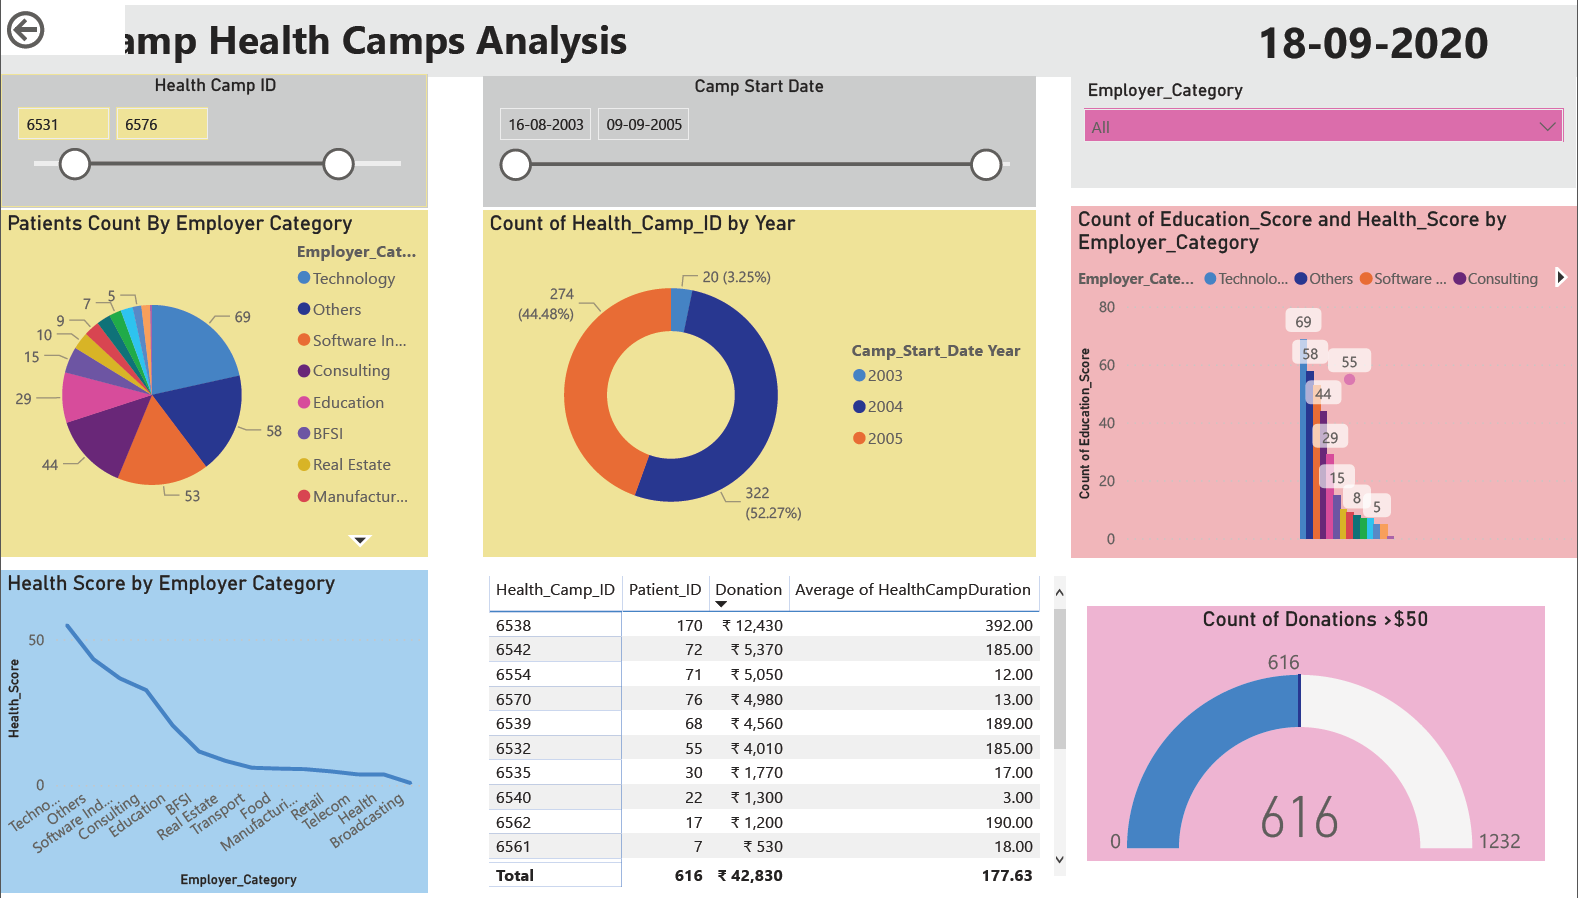 amp Health Camps Analysis
18-09-2020
Health Camp ID
6531
6576
Camp Start Date
16-08-2003
09-09-2005
Employer_Category
All
Patients Count By Employer Category
Employer_Cat...
Technology
Others
Software In...
Consulting
Education
BFSI
Real Estate
Manufactur...
69
58
53
44
29
15
10
9
7
5
Count of Health_Camp_ID by Year
20 (3.25%)
274
(44.48%)
322
(52.27%)
Camp_Start_Date Year
2003
2004
2005
Count of Education_Score and Health_Score by
Employer_Category
Employer_Cate...
Technolo...
Others
Software ...
Consulting
Count of Education_Score
80
60
40
20
0
69
58
55
44
29
15
8
5
Health Score by Employer Category
Health_Score
50
0
Techno...
Others
Software Ind...
Consulting
Education
BFSI
Real Estate
Transport
Food
Manufacturi...
Retail
Telecom
Health
Broadcasting
Employer_Category
Health_Camp_ID Patient_ID Donation Average of HealthCampDuration
6538 170 ₹ 12,430 392.00
6542 72 ₹ 5,370 185.00
6554 71 ₹ 5,050 12.00
6570 76 ₹ 4,980 13.00
6539 68 ₹ 4,560 189.00
6532 55 ₹ 4,010 185.00
6535 30 ₹ 1,770 17.00
6540 22 ₹ 1,300 3.00
6562 17 ₹ 1,200 190.00
6561 7 ₹ 530 18.00
Total 616 ₹ 42,830 177.63
Count of Donations >$50
616
616
0
1232